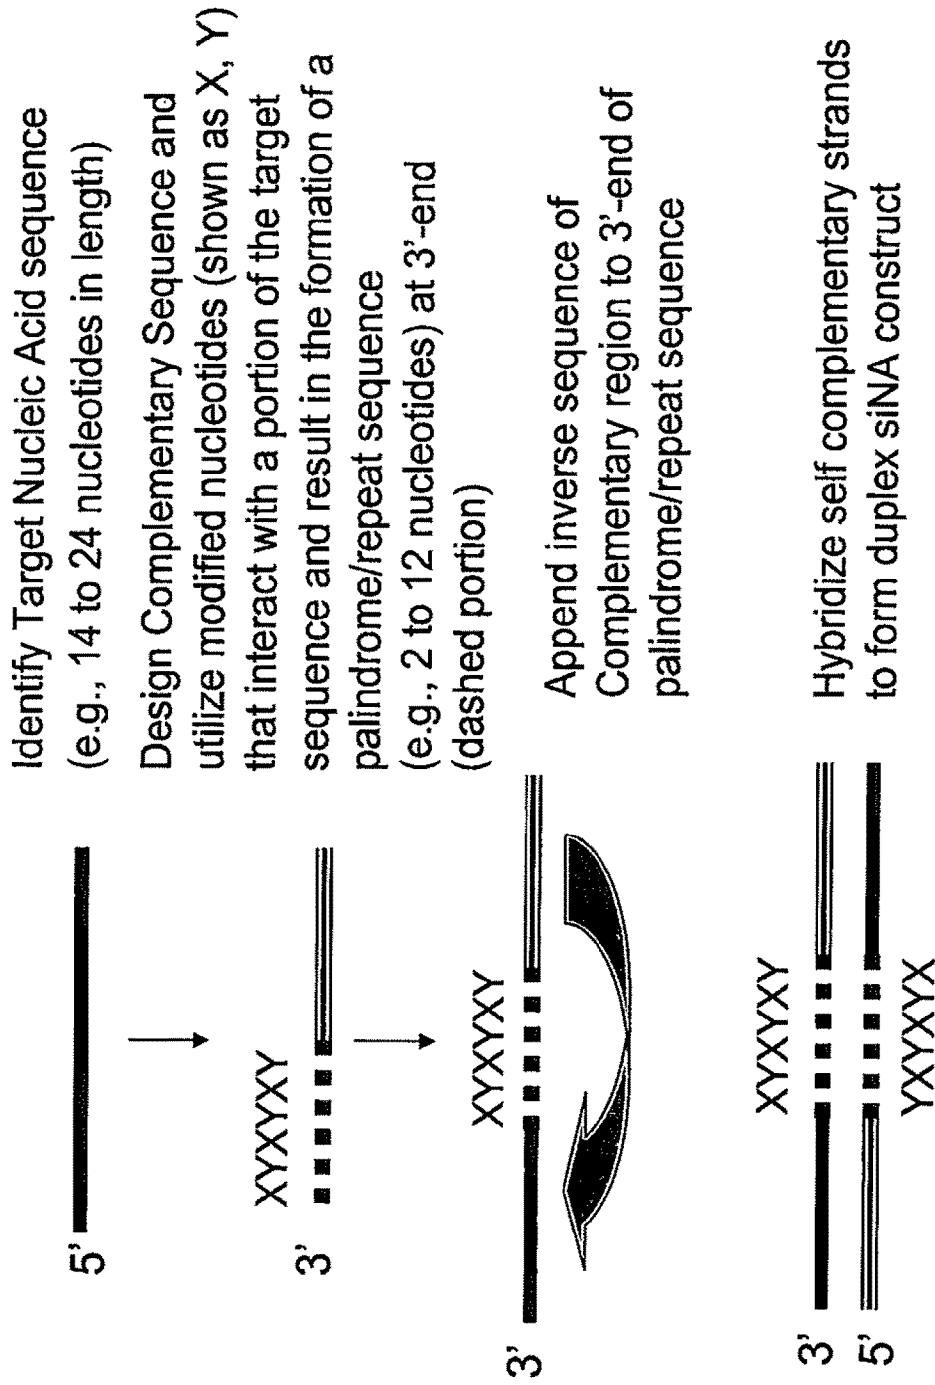 Identify Target Nucleic Acid sequence
(e.g., 14 to 24 nucleotides in length)
5'
Design Complementary Sequence and
utilize modified nucleotides (shown as X, Y)
that interact with a portion of the target
sequence and result in the formation of a
palindrome/repeat sequence
(e.g., 2 to 12 nucleotides) at 3'-end
(dashed portion)
XYXYXY
3'
Append inverse sequence of
Complementary region to 3'-end of
palindrome/repeat sequence
XYXYXY
3'
Hybridize self complementary strands
to form duplex siNA construct
XYXYXY
3'
5'
YXYXYX